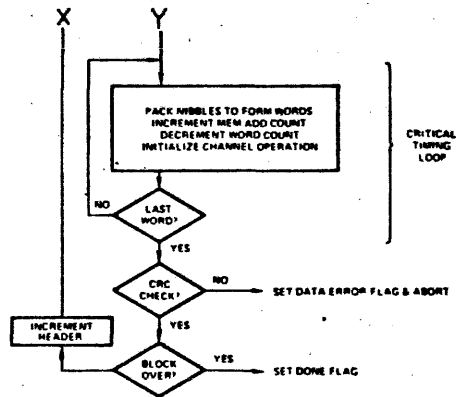 X Y
PACK NIBBLES TO FORM WORDS
INCREMENT MEM ADD COUNT
DECREMENT WORD COUNT
INITIALIZE CHANNEL OPERATION
CRITICAL
TIMING
LOOP
NO
LAST
WORD?
YES
CRC
CHECK?
NO
SET DATA ERROR FLAG & ABORT
YES
INCREMENT
HEADER
BLOCK
OVER?
YES
SET DONE FLAG